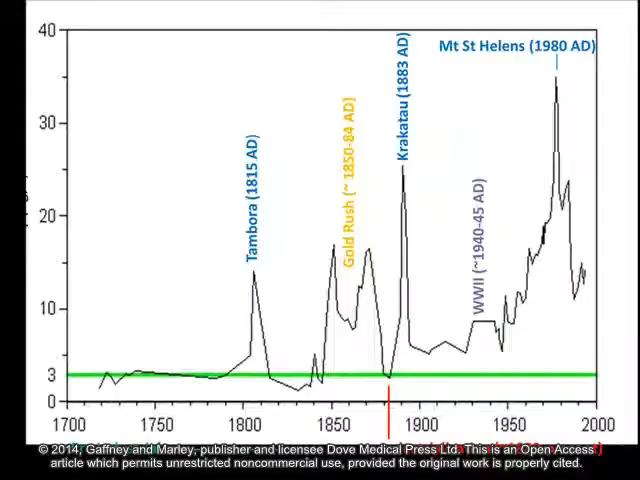 40
Mt St Helens (1980 AD)
Krakatau (1883 AD)
30
Gold Rush (~ 1850-84 AD)
Tambora (1815 AD)
20
WWII (~1940-45 AD)
10
3
0
1700 1750 1800 1850 1900 1950 2000
© 2014, Gaffney and Marley, publisher and licensee Dove Medical Press Ltd. This is an Open Access
article which permits unrestricted noncommercial use, provided the original work is properly cited.